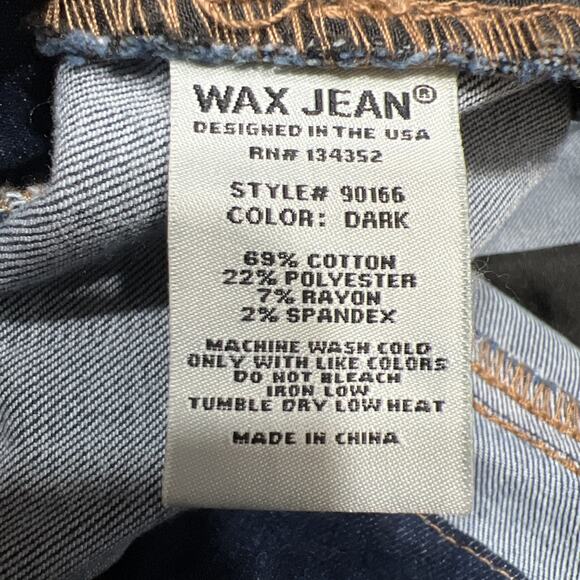 WAX JEAN®
DESIGNED IN THE USA
RN# 134352
STYLE# 90166
COLOR: DARK
69% COTTON
22% POLYESTER
7% RAYON
2% SPANDEX
MACHINE WASH COLD
ONLY WITH LIKE COLORS
DO NOT BLEACH
IRON LOW
TUMBLE DRY LOW HEAT
MADE IN CHINA